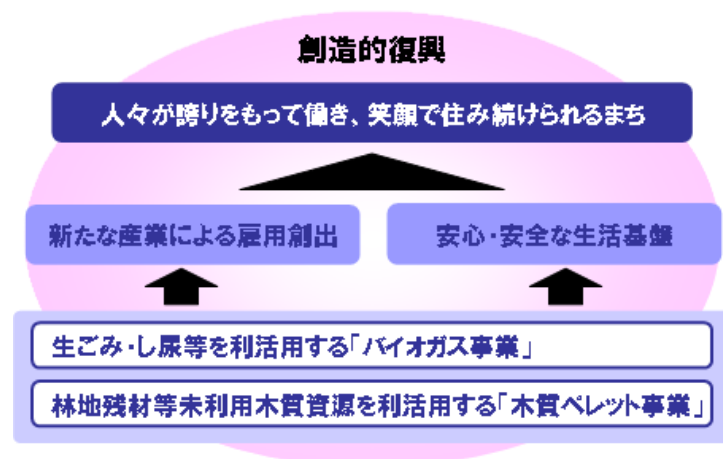 創造的復興
人々が誇りをもって働き、笑顔で住み続けられるまち
新たな産業による雇用創出
安心・安全な生活基盤
生ごみ・し尿等を利活用する「バイオガス事業」
林地残材等未利用木質資源を利活用する「木質ペレット事業」